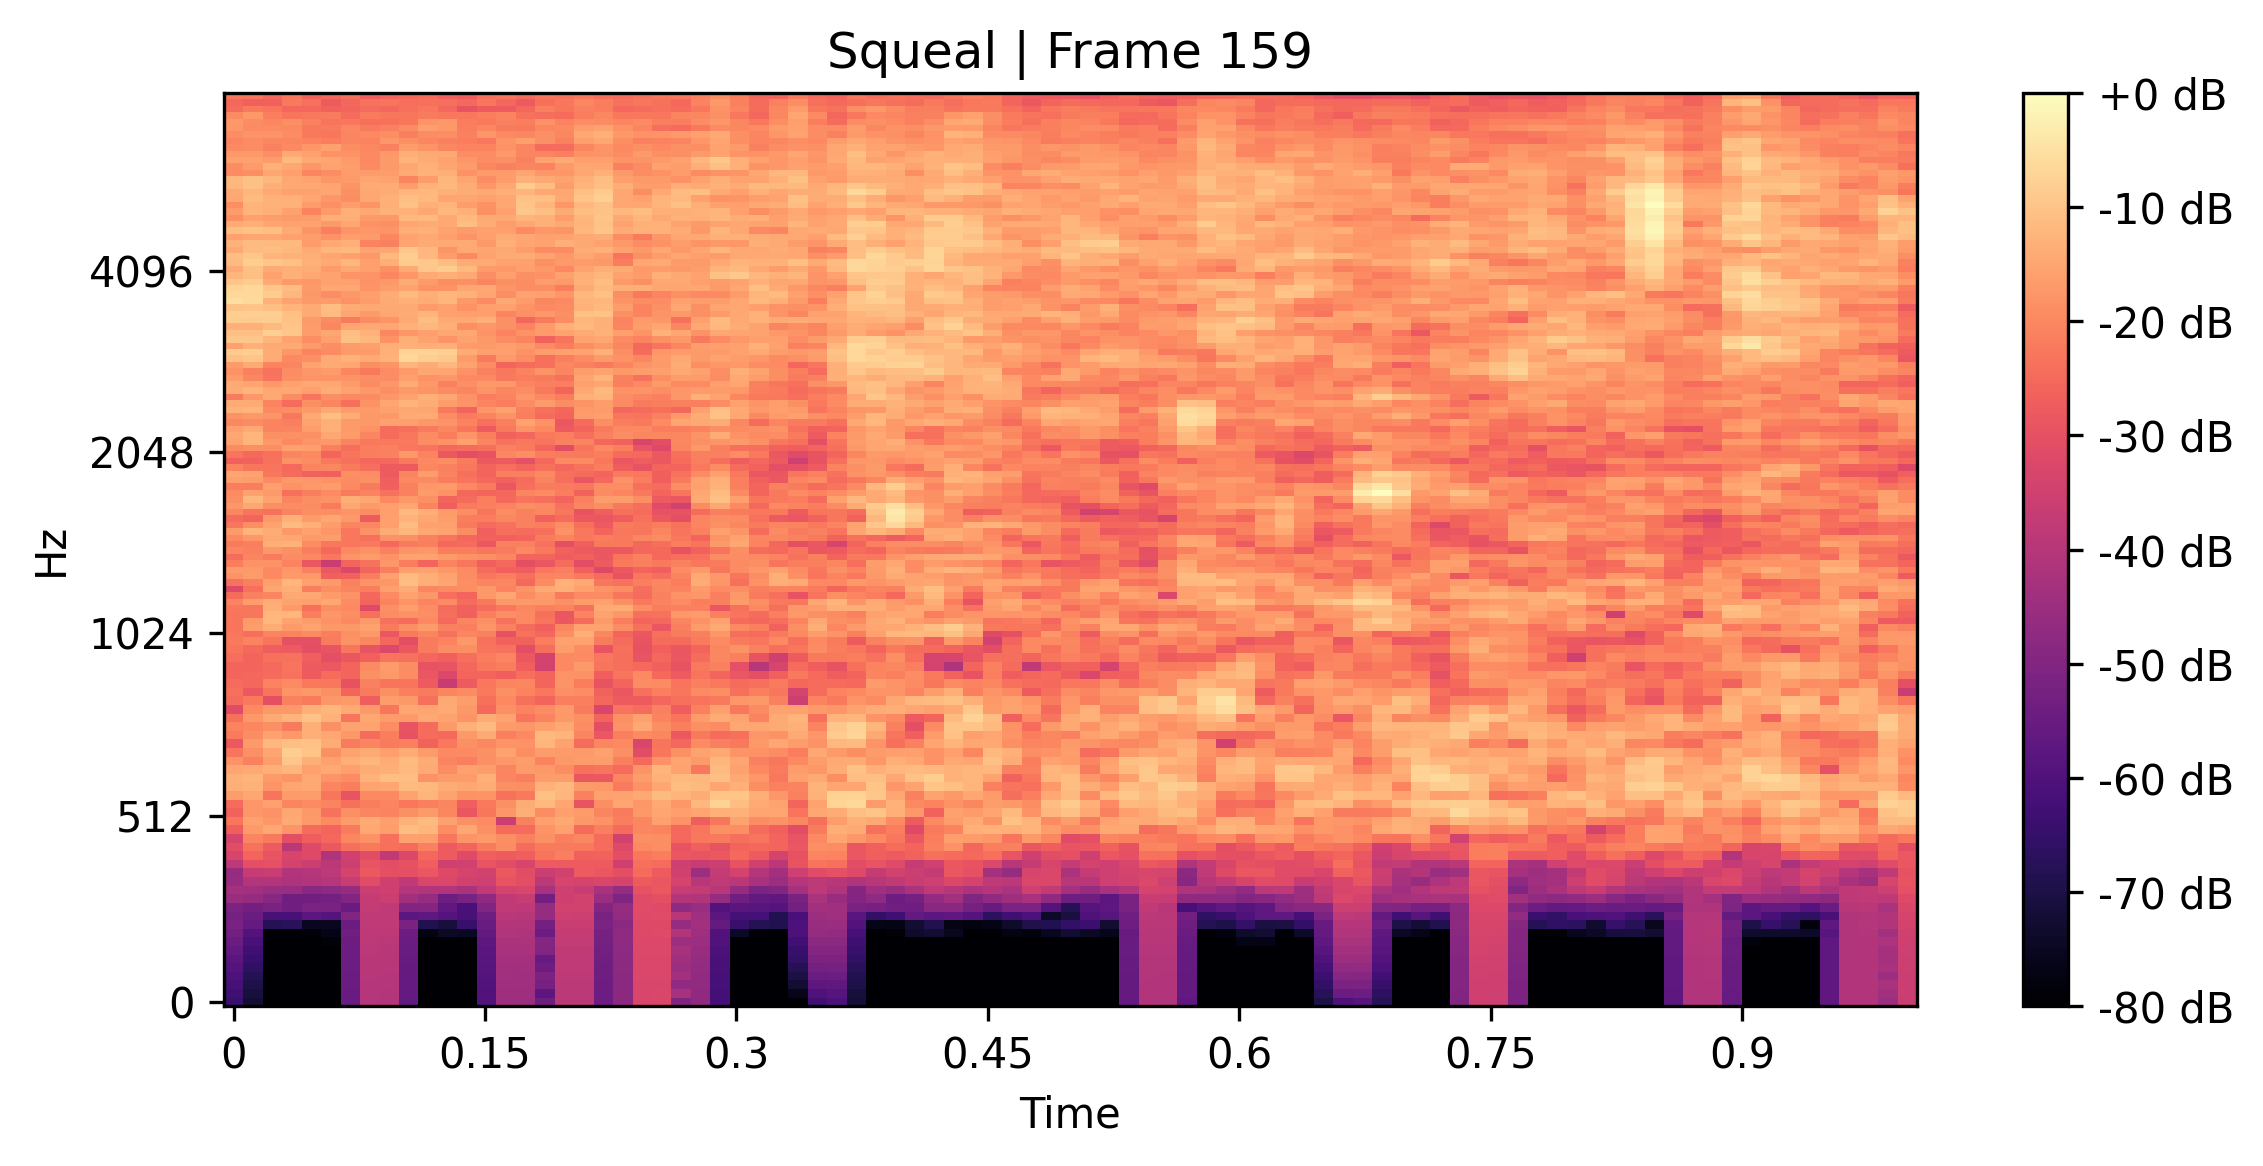 Squeal | Frame 159
+0 dB
-10 dB
-20 dB
-30 dB
-40 dB
-50 dB
-60 dB
-70 dB
-80 dB
4096
2048
1024
512
0
Hz
0 0.15 0.3 0.45 0.6 0.75 0.9
Time